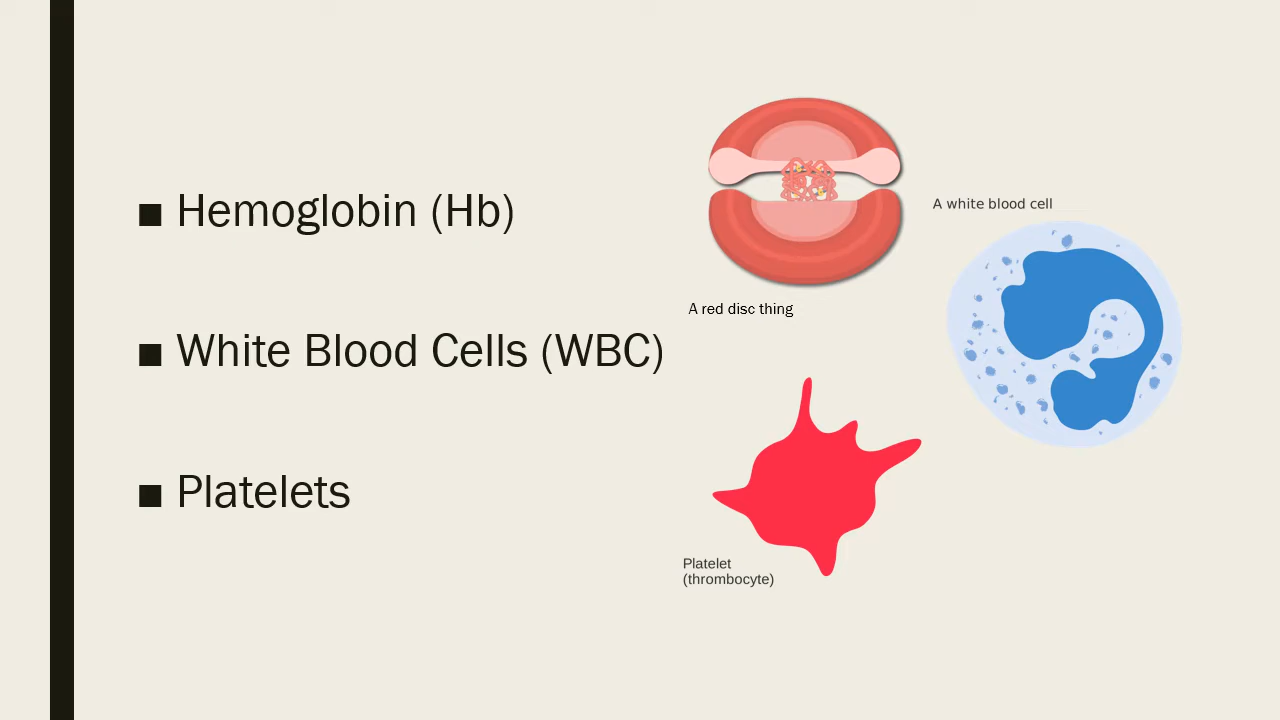 Hemoglobin (Hb)
White Blood Cells (WBC)
Platelets
A red disc thing
A white blood cell
Platelet
(thrombocyte)